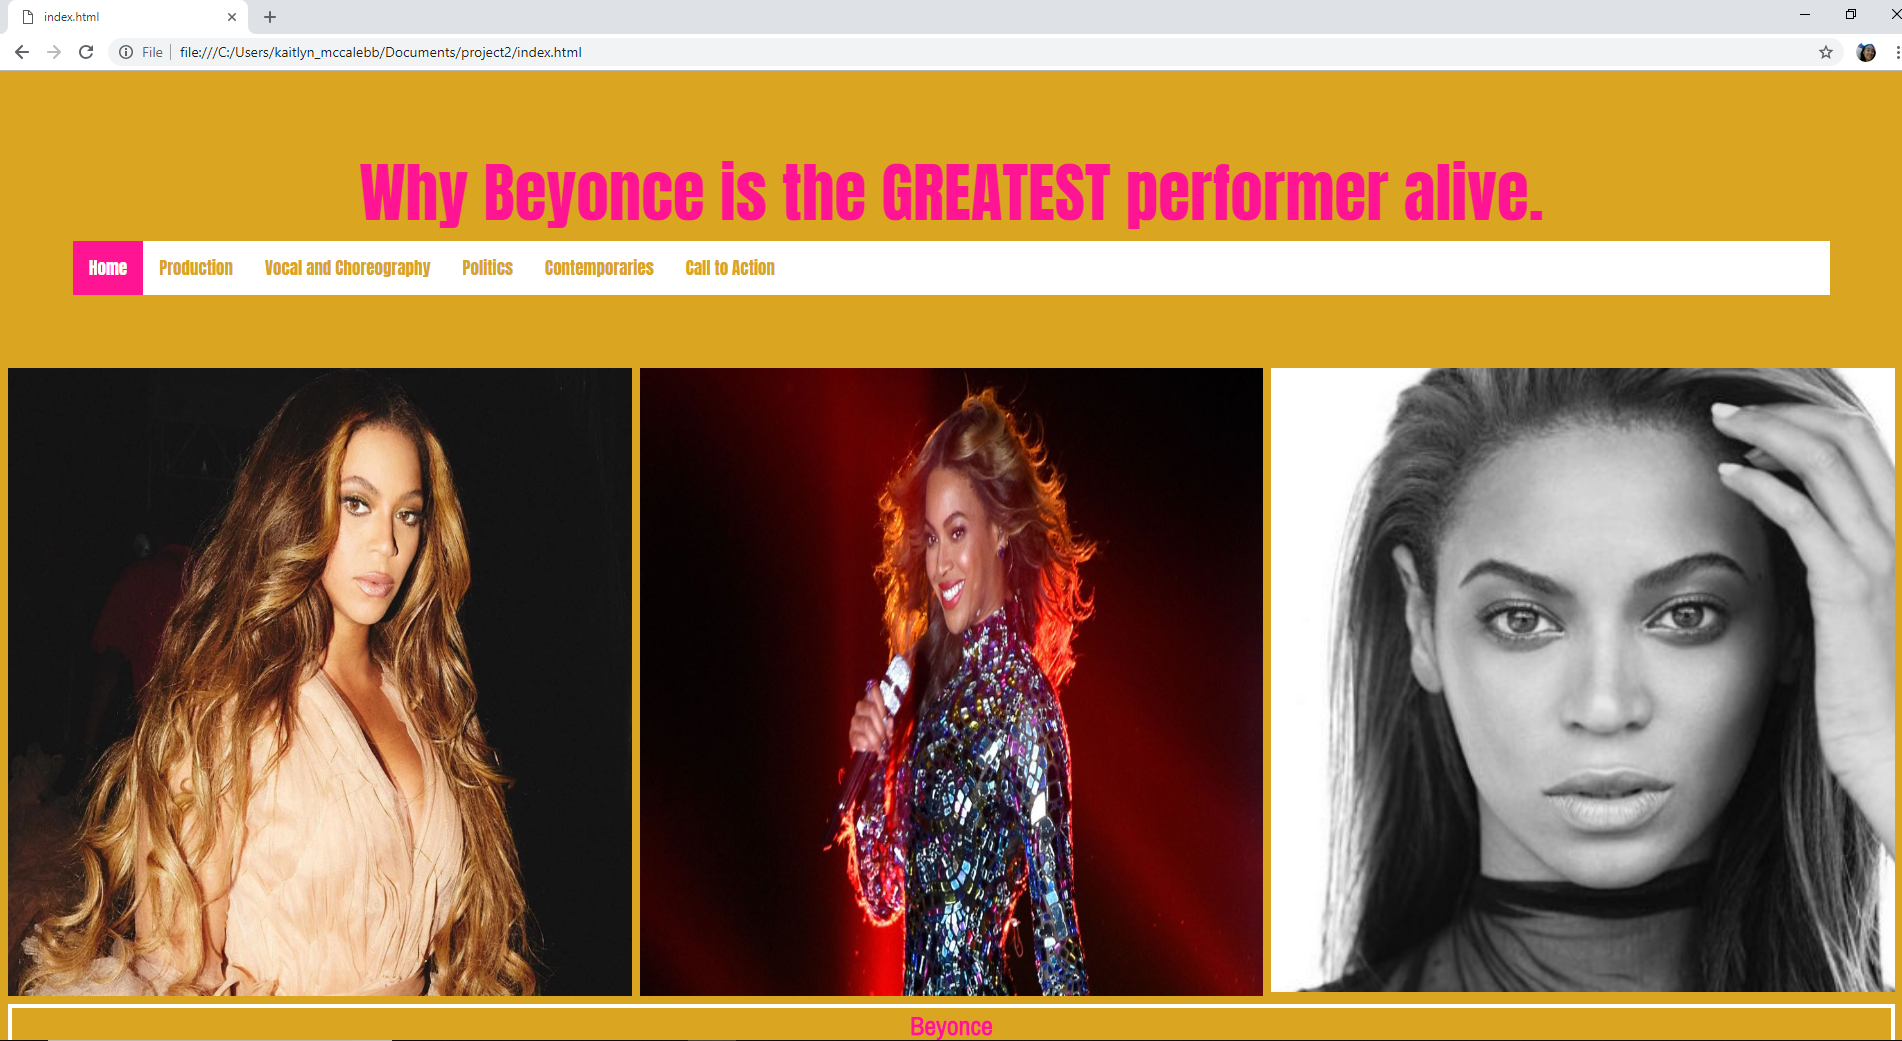 index.html
File file:///C:/Users/kaitlyn_mccalebb/Documents/project2/index.html
Why Beyonce is the GREATEST performer alive.
Home Production Vocal and Choreography Politics Contemporaries Call to Action
Beyonce